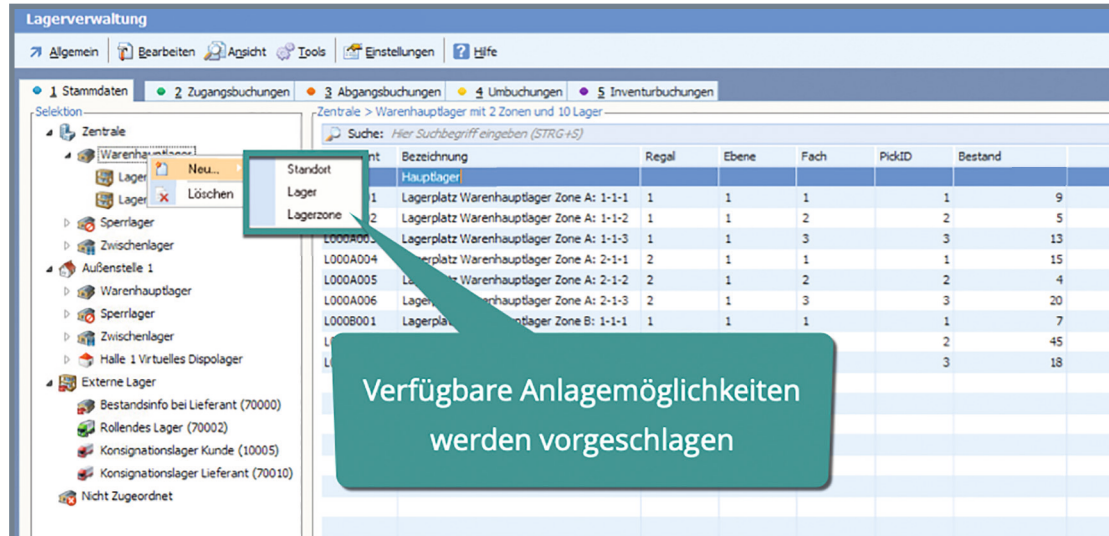 Lagerverwaltung
Allgemein Bearbeiten Ansicht Tools Einstellungen Hilfe
1 Stammdaten 2 Zugangsbuchungen 3 Abgangsbuchungen 4 Umbuchungen 5 Inventurbuchungen
Selektion
Zentrale
Warenhauptlager
Neu...
Löschen
Standort
Lager
Lagerzone
Lager
Lager
Sperrlager
Zwischenlager
Außenstelle 1
Warenhauptlager
Sperrlager
Zwischenlager
Halle 1 Virtuelles Dispolager
Externe Lager
Bestandsinfo bei Lieferant (70000)
Rollendes Lager (70002)
Konsignationslager Kunde (10005)
Konsignationslager Lieferant (70010)
Nicht Zugeordnet
Zentrale > Warenhauptlager mit 2 Zonen und 10 Lager
Suche: Hier Suchbegriff eingeben (STRG+S)
Bezeichnung Regal Ebene Fach PickID Bestand
Hauptlager
Lagerplatz Warenhauptlager Zone A: 1-1-1 1 1 1 1 9
Lagerplatz Warenhauptlager Zone A: 1-1-2 1 1 2 2 5
L000A003 Lagerplatz Warenhauptlager Zone A: 1-1-3 1 1 3 3 13
L000A004 Lagerplatz Warenhauptlager Zone A: 2-1-1 2 1 1 1 15
L000A005 Lagerplatz Warenhauptlager Zone A: 2-1-2 2 1 2 2 4
L000A006 Lagerplatz Warenhauptlager Zone A: 2-1-3 2 1 3 3 20
L000B001 Lagerplatz Warenhauptlager Zone B: 1-1-1 1 1 1 1 7
2 45
3 18
Verfügbare Anlagemöglichkeiten
werden vorgeschlagen